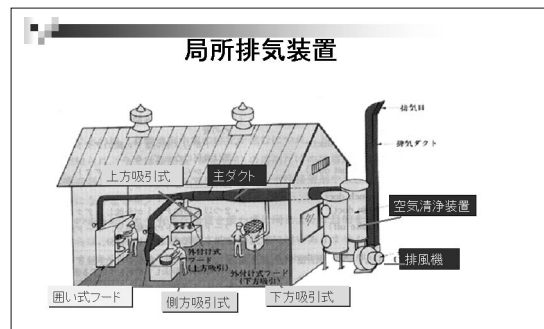 局所排気装置
排気口
排気ダクト
上方吸引式
主ダクト
空気清浄装置
外付け式
フード
(上方吸引)
外付け式フード
(下方吸引)
排風機
囲い式フード
側方吸引式
下方吸引式